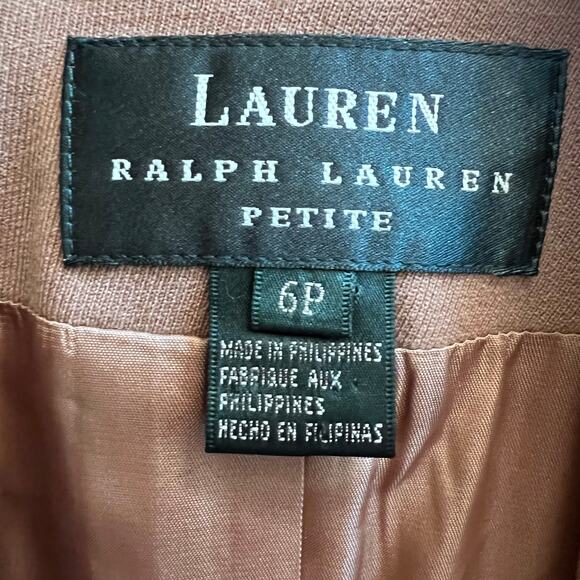 LAUREN
RALPH LAUREN
PETITE
6P
MADE IN PHILIPPINES
FABRIQUE AUX
PHILIPPINES
HECHO EN FILIPINAS